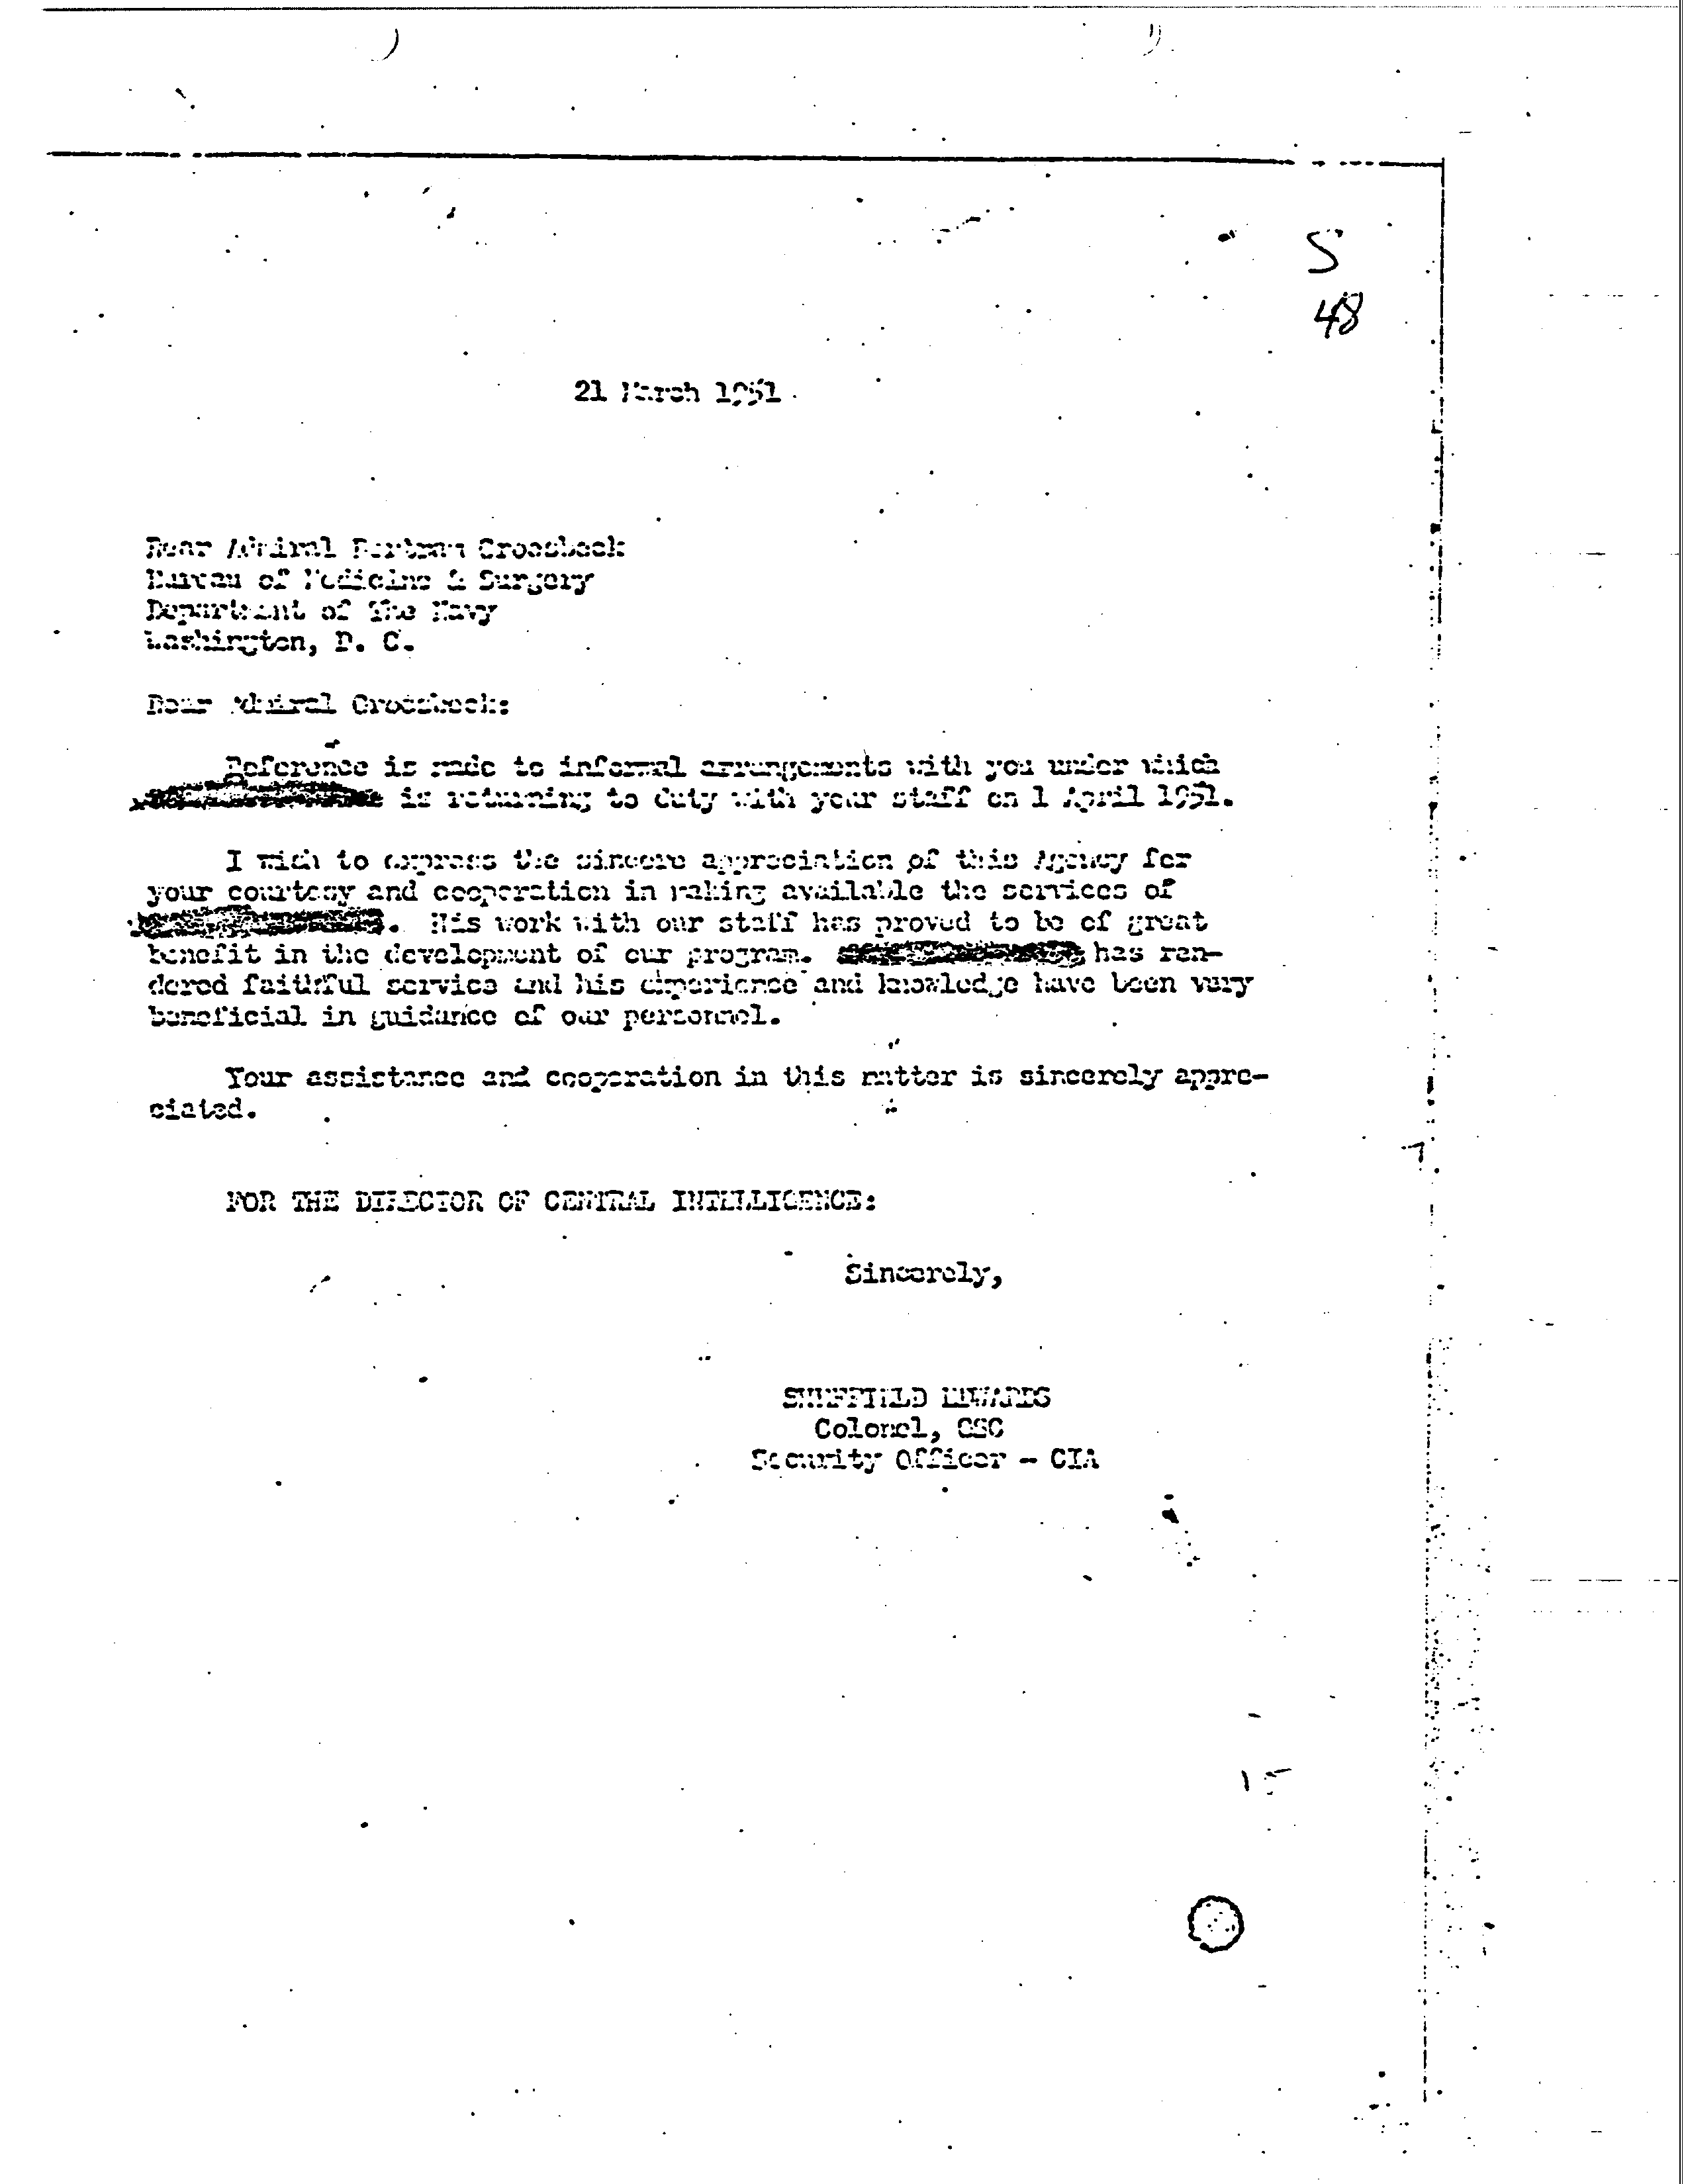 S
48
21 March 1951
Rear Admiral Bertram Groesbeck
Bureau of Medicine & Surgery
Department of The Navy
Washington, D. C.
Dear Admiral Groesbeck:
Reference is made to informal arrangements with you under which
is returning to duty with your staff on 1 April 1951.
I wish to express the sincere appreciation of this Agency for
your courtesy and cooperation in making available the services of
. His work with our staff has proved to be of great
benefit in the development of our program. has ren-
dered faithful service and his experience and knowledge have been very
beneficial in guidance of our personnel.
Your assistance and cooperation in this matter is sincerely appre-
ciated.
FOR THE DIRECTOR OF CENTRAL INTELLIGENCE:
Sincerely,
SHEFFIELD EDWARDS
Colonel, GSC
Security Officer - CIA